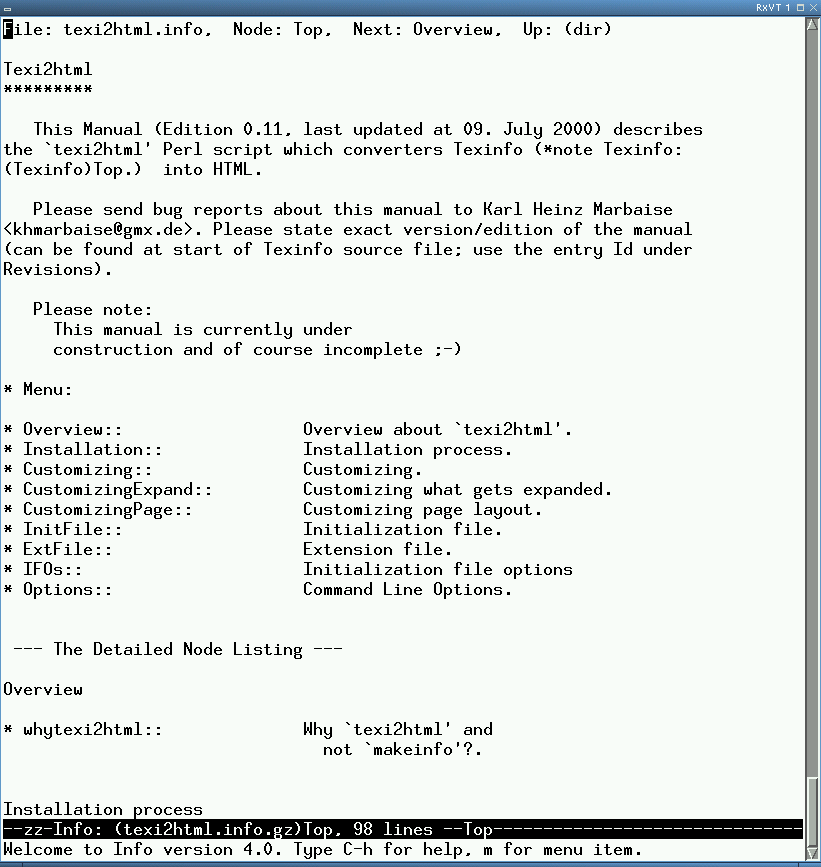 RxVT 1
File: texi2html.info,  Node: Top,  Next: Overview,  Up: (dir)

Texi2html
*********

   This Manual (Edition 0.11, last updated at 09. July 2000) describes
the `texi2html' Perl script which converters Texinfo (*note Texinfo:
(Texinfo)Top.)  into HTML.

   Please send bug reports about this manual to Karl Heinz Marbaise
<khmarbaise@gmx.de>. Please state exact version/edition of the manual
(can be found at start of Texinfo source file; use the entry Id under
Revisions).

   Please note:
     This manual is currently under
     construction and of course incomplete ;-)

* Menu:

* Overview::                  Overview about `texi2html'.
* Installation::              Installation process.
* Customizing::               Customizing.
* CustomizingExpand::         Customizing what gets expanded.
* CustomizingPage::           Customizing page layout.
* InitFile::                  Initialization file.
* ExtFile::                   Extension file.
* IFOs::                      Initialization file options
* Options::                   Command Line Options.

 --- The Detailed Node Listing ---

Overview

* whytexi2html::              Why `texi2html' and
                                not `makeinfo'?.

Installation process
--zz-Info: (texi2html.info.gz)Top, 98 lines --Top-------------------------------
Welcome to Info version 4.0. Type C-h for help, m for menu item.